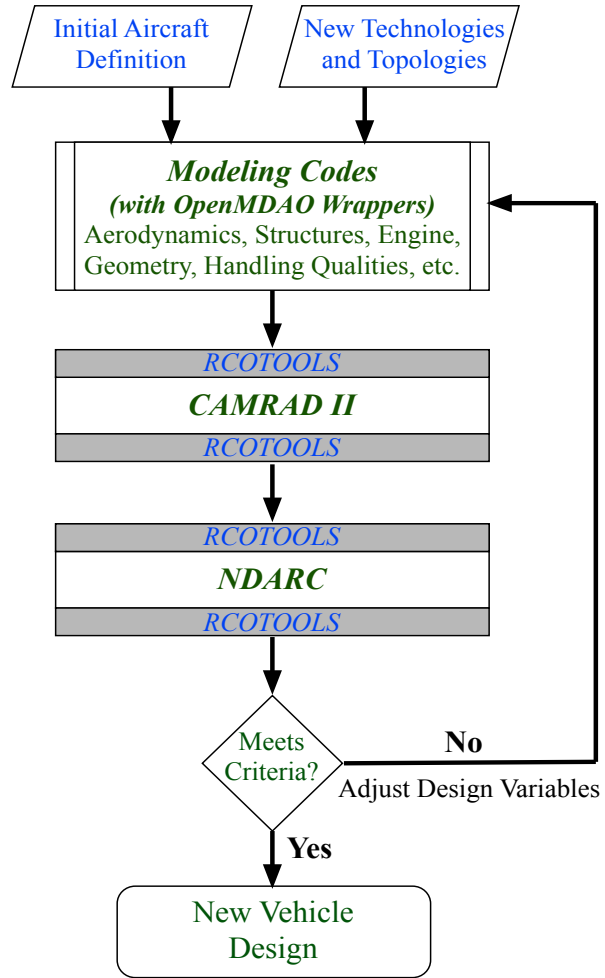 Initial Aircraft
Definition
New Technologies
and Topologies
Modeling Codes
(with OpenMDAO Wrappers)
Aerodynamics, Structures, Engine,
Geometry, Handling Qualities, etc.
RCOTOOLS
CAMRAD II
RCOTOOLS
RCOTOOLS
NDARC
RCOTOOLS
Meets
Criteria?
No
Adjust Design Variables
Yes
New Vehicle
Design